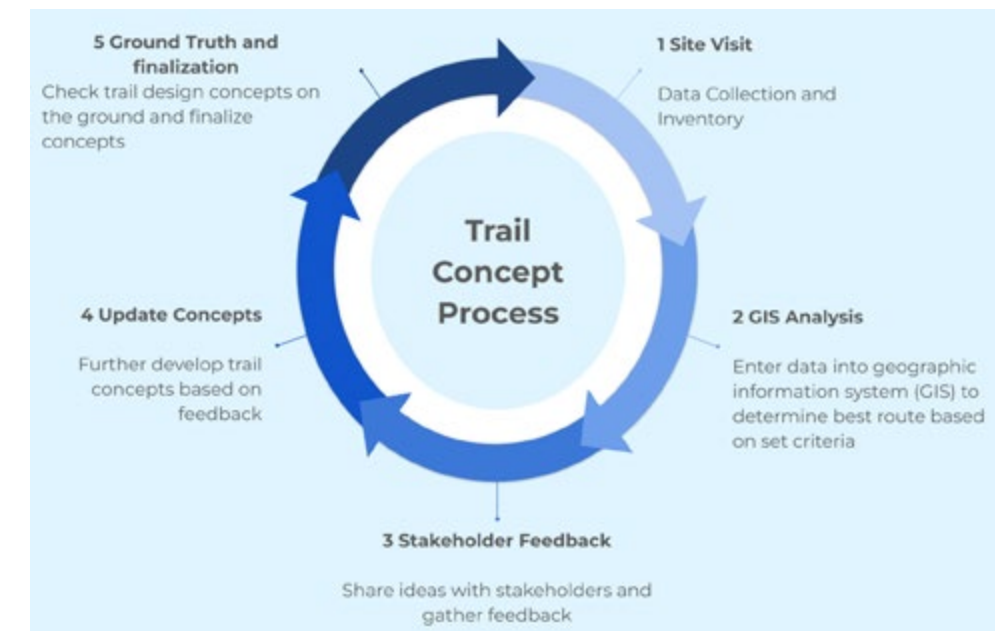 Trail
Concept
Process
1 Site Visit
Data Collection and
Inventory
2 GIS Analysis
Enter data into geographic
information system (GIS) to
determine best route based
on set criteria
3 Stakeholder Feedback
Share ideas with stakeholders and
gather feedback
4 Update Concepts
Further develop trail
concepts based on
feedback
5 Ground Truth and
finalization
Check trail design concepts on
the ground and finalize
concepts